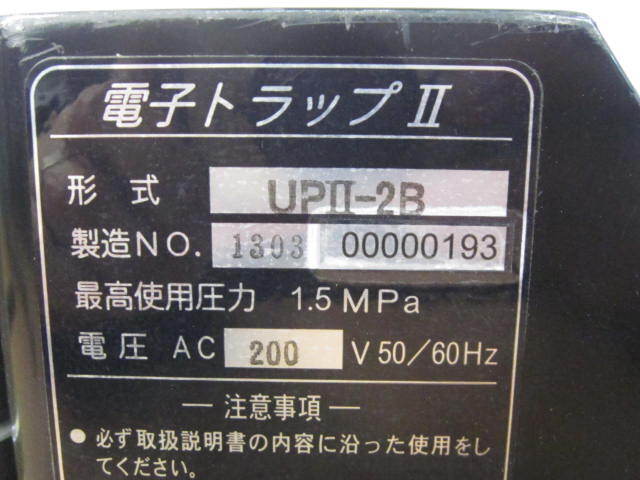 電子トラップⅡ
形式 UPⅡ-2B
製造NO. 1303 00000193
最高使用圧力 1.5MPa
電圧 AC 200 V 50/60Hz
― 注意事項 ―
● 必ず取扱説明書の内容に沿った使用をし
てください。